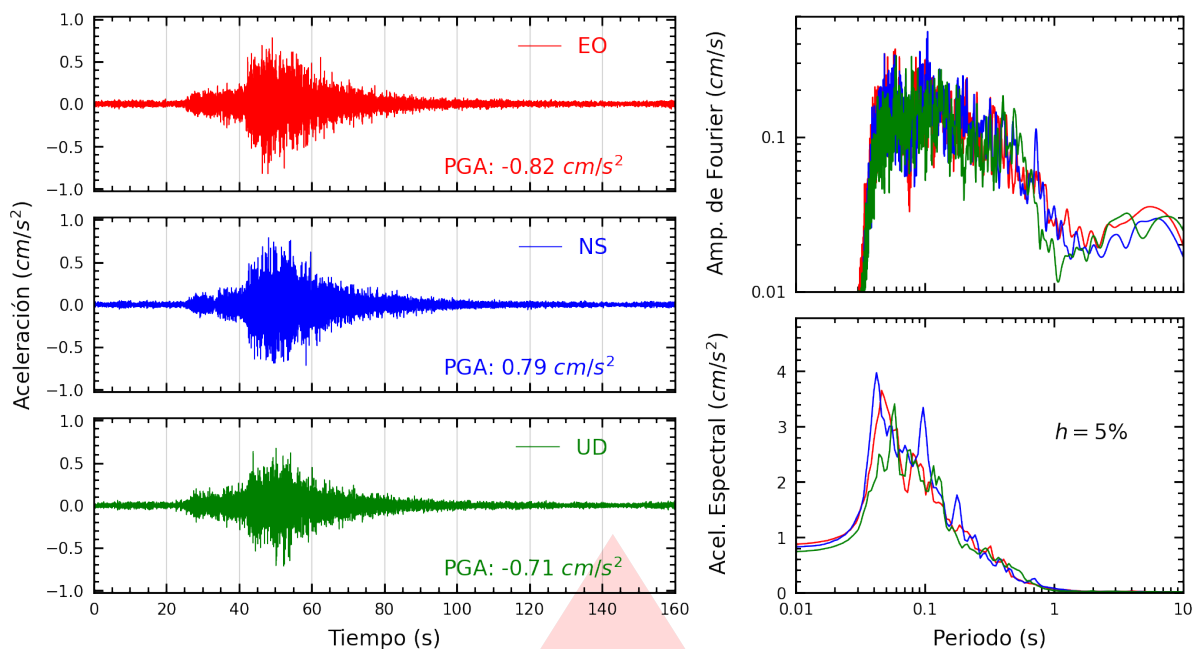 Aceleración (cm/s²)
1.0
0.5
0.0
−0.5
−1.0
EO
PGA: -0.82 cm/s²
1.0
0.5
0.0
−0.5
−1.0
NS
PGA: 0.79 cm/s²
1.0
0.5
0.0
−0.5
−1.0
UD
PGA: -0.71 cm/s²
0 20 40 60 80 100 120 140 160
Tiempo (s)
Amp. de Fourier (cm/s)
0.1
0.01
Acel. Espectral (cm/s²)
4
3
2
1
0
h = 5%
0.01 0.1 1 10
Periodo (s)